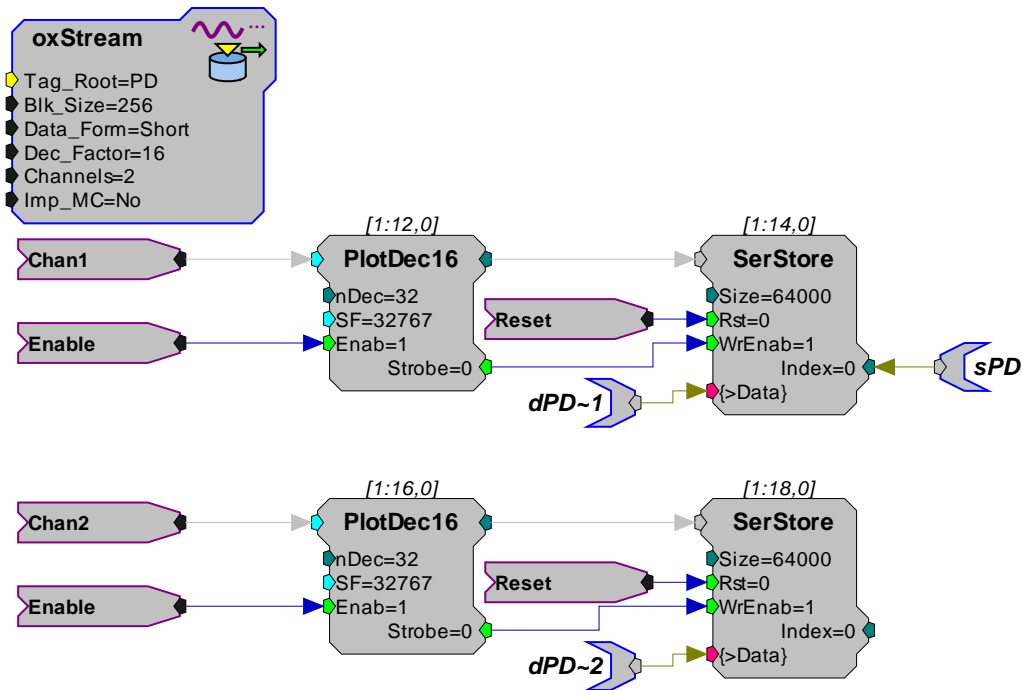 oxStream
Tag_Root=PD
Blk_Size=256
Data_Form=Short
Dec_Factor=16
Channels=2
Imp_MC=No
[1:12,0]
[1:14,0]
Chan1
PlotDec16
SerStore
nDec=32
Size=64000
SF=32767
Reset
Rst=0
Enable
Enab=1
WrEnab=1
Strobe=0
Index=0
sPD
dPD~1
{>Data}
[1:16,0]
[1:18,0]
Chan2
PlotDec16
SerStore
nDec=32
Size=64000
SF=32767
Reset
Rst=0
Enable
Enab=1
WrEnab=1
Strobe=0
Index=0
dPD~2
{>Data}